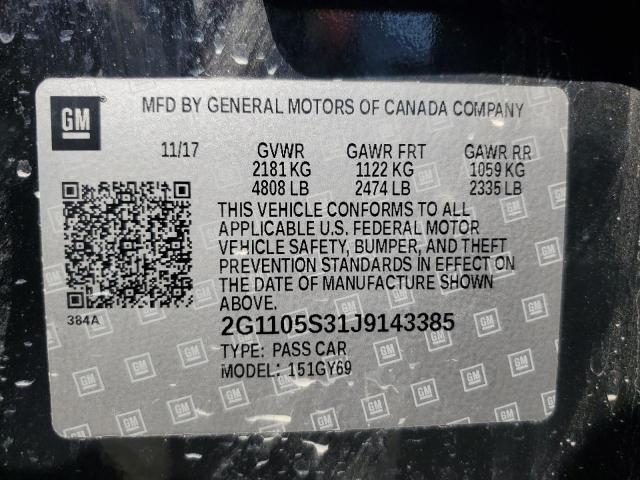 GM
MFD BY GENERAL MOTORS OF CANADA COMPANY
11/17 GVWR GAWR FRT GAWR RR
2181 KG 1122 KG 1059 KG
4808 LB 2474 LB 2335 LB
THIS VEHICLE CONFORMS TO ALL
APPLICABLE U.S. FEDERAL MOTOR
VEHICLE SAFETY, BUMPER, AND THEFT
PREVENTION STANDARDS IN EFFECT ON
THE DATE OF MANUFACTURE SHOWN
ABOVE.
384A
2G1105S31J9143385
TYPE: PASS CAR
MODEL: 151GY69